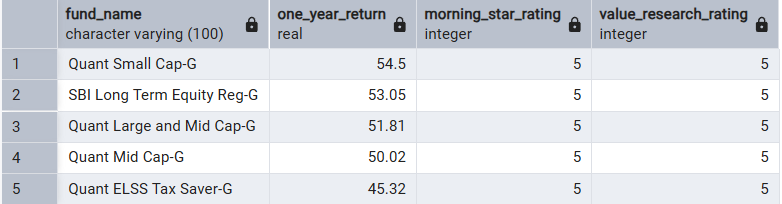 fund_name one_year_return morning_star_rating value_research_rating
character varying (100) real integer integer
1 Quant Small Cap-G 54.5 5 5
2 SBI Long Term Equity Reg-G 53.05 5 5
3 Quant Large and Mid Cap-G 51.81 5 5
4 Quant Mid Cap-G 50.02 5 5
5 Quant ELSS Tax Saver-G 45.32 5 5